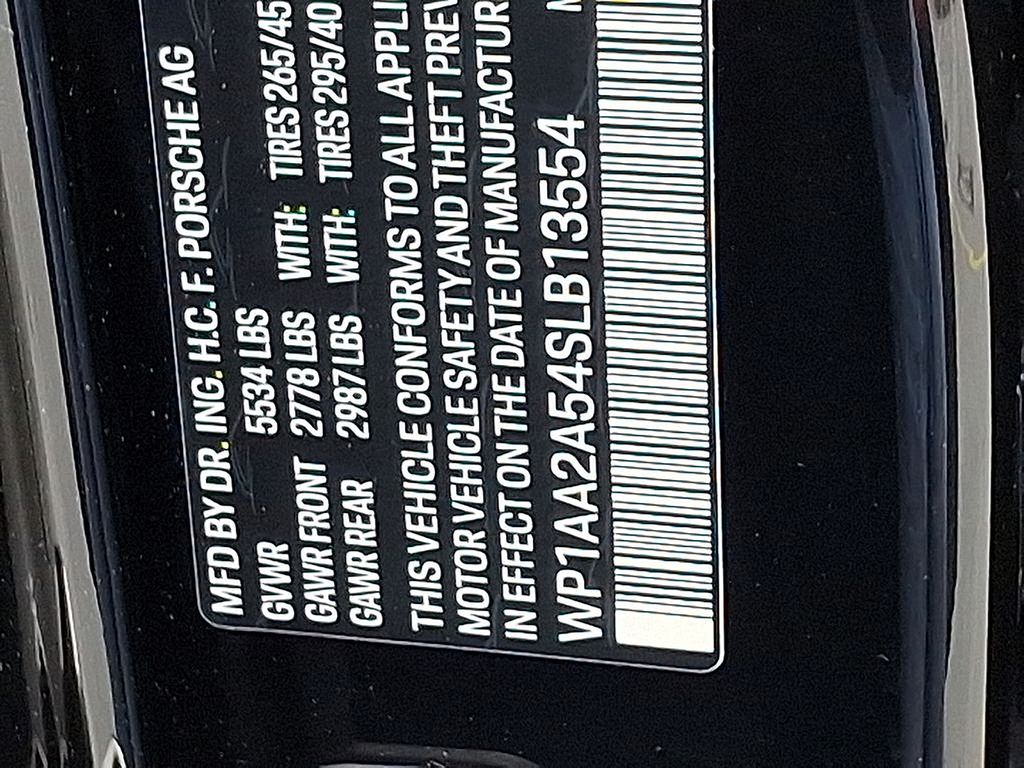 MFD BY DR. ING. H.C. F. PORSCHE AG
GVWR 5534 LBS WITH: TIRES 265/45
GAWR FRONT 2778 LBS WITH: TIRES 295/40
GAWR REAR 2987 LBS
THIS VEHICLE CONFORMS TO ALL APPLI
MOTOR VEHICLE SAFETY AND THEFT PREV
IN EFFECT ON THE DATE OF MANUFACTUR
WP1AA2A54SLB13554